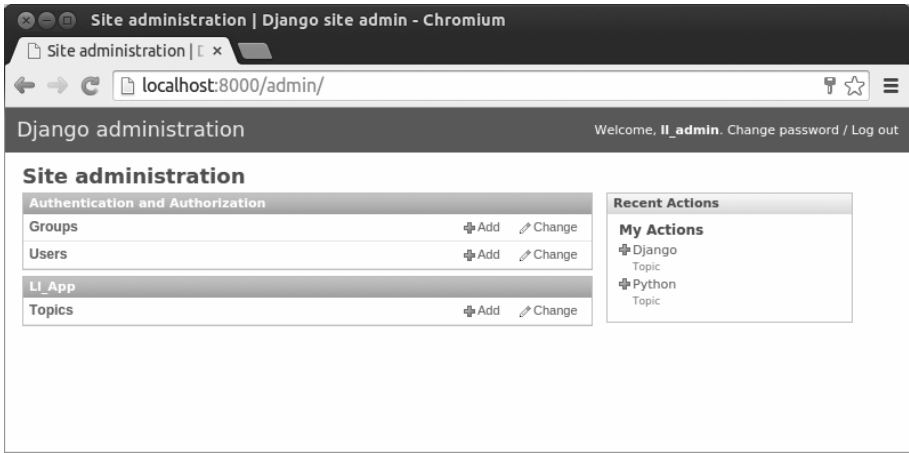 Site administration | Django site admin - Chromium
Site administration | D
localhost:8000/admin/
Django administration
Welcome, ll_admin. Change password / Log out
Site administration
Authentication and Authorization
Groups Add Change
Users Add Change
Ll_App
Topics Add Change
Recent Actions
My Actions
Django
Topic
Python
Topic